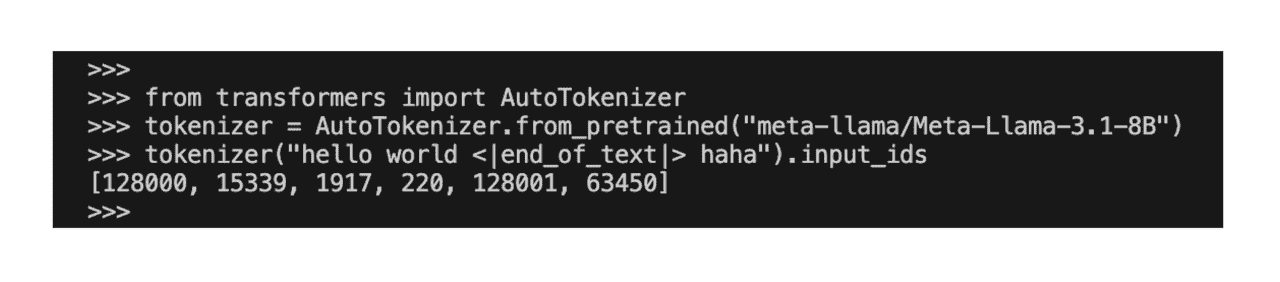 >>>
>>> from transformers import AutoTokenizer
>>> tokenizer = AutoTokenizer.from_pretrained("meta-llama/Meta-Llama-3.1-8B")
>>> tokenizer("hello world <|end_of_text|> haha").input_ids
[128000, 15339, 1917, 220, 128001, 63450]
>>>